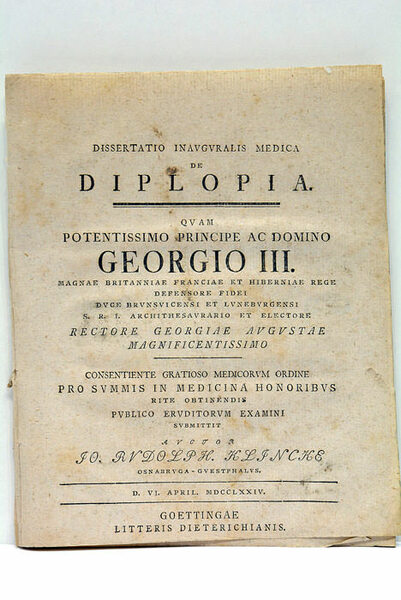 DISSERTATIO INAVGVRALIS MEDICA
DE
DIPLOPIA.
QVAM
POTENTISSIMO PRINCIPE AC DOMINO
GEORGIO III.
MAGNAE BRITANNIAE FRANCIAE ET HIBERNIAE REGE
DEFENSORE FIDEI
DVCE BRVNSVICENSI ET LVNEBVRGENSI
S. R. I. ARCHITHESAVRARIO ET ELECTORE
RECTORE GEORGIAE AVGVSTAE
MAGNIFICENTISSIMO
CONSENTIENTE GRATIOSO MEDICORVM ORDINE
PRO SVMMIS IN MEDICINA HONORIBVS
RITE OBTINENDIS
PVBLICO ERVDITORVM EXAMINI
SVBMITTIT
AVCTOR
IO. RVDOLPH. KLINCKE
OSNABRVGA-GVESTPHALVS.
D. VI. APRIL. MDCCLXXIV.
GOETTINGAE
LITTERIS DIETERICHIANIS.